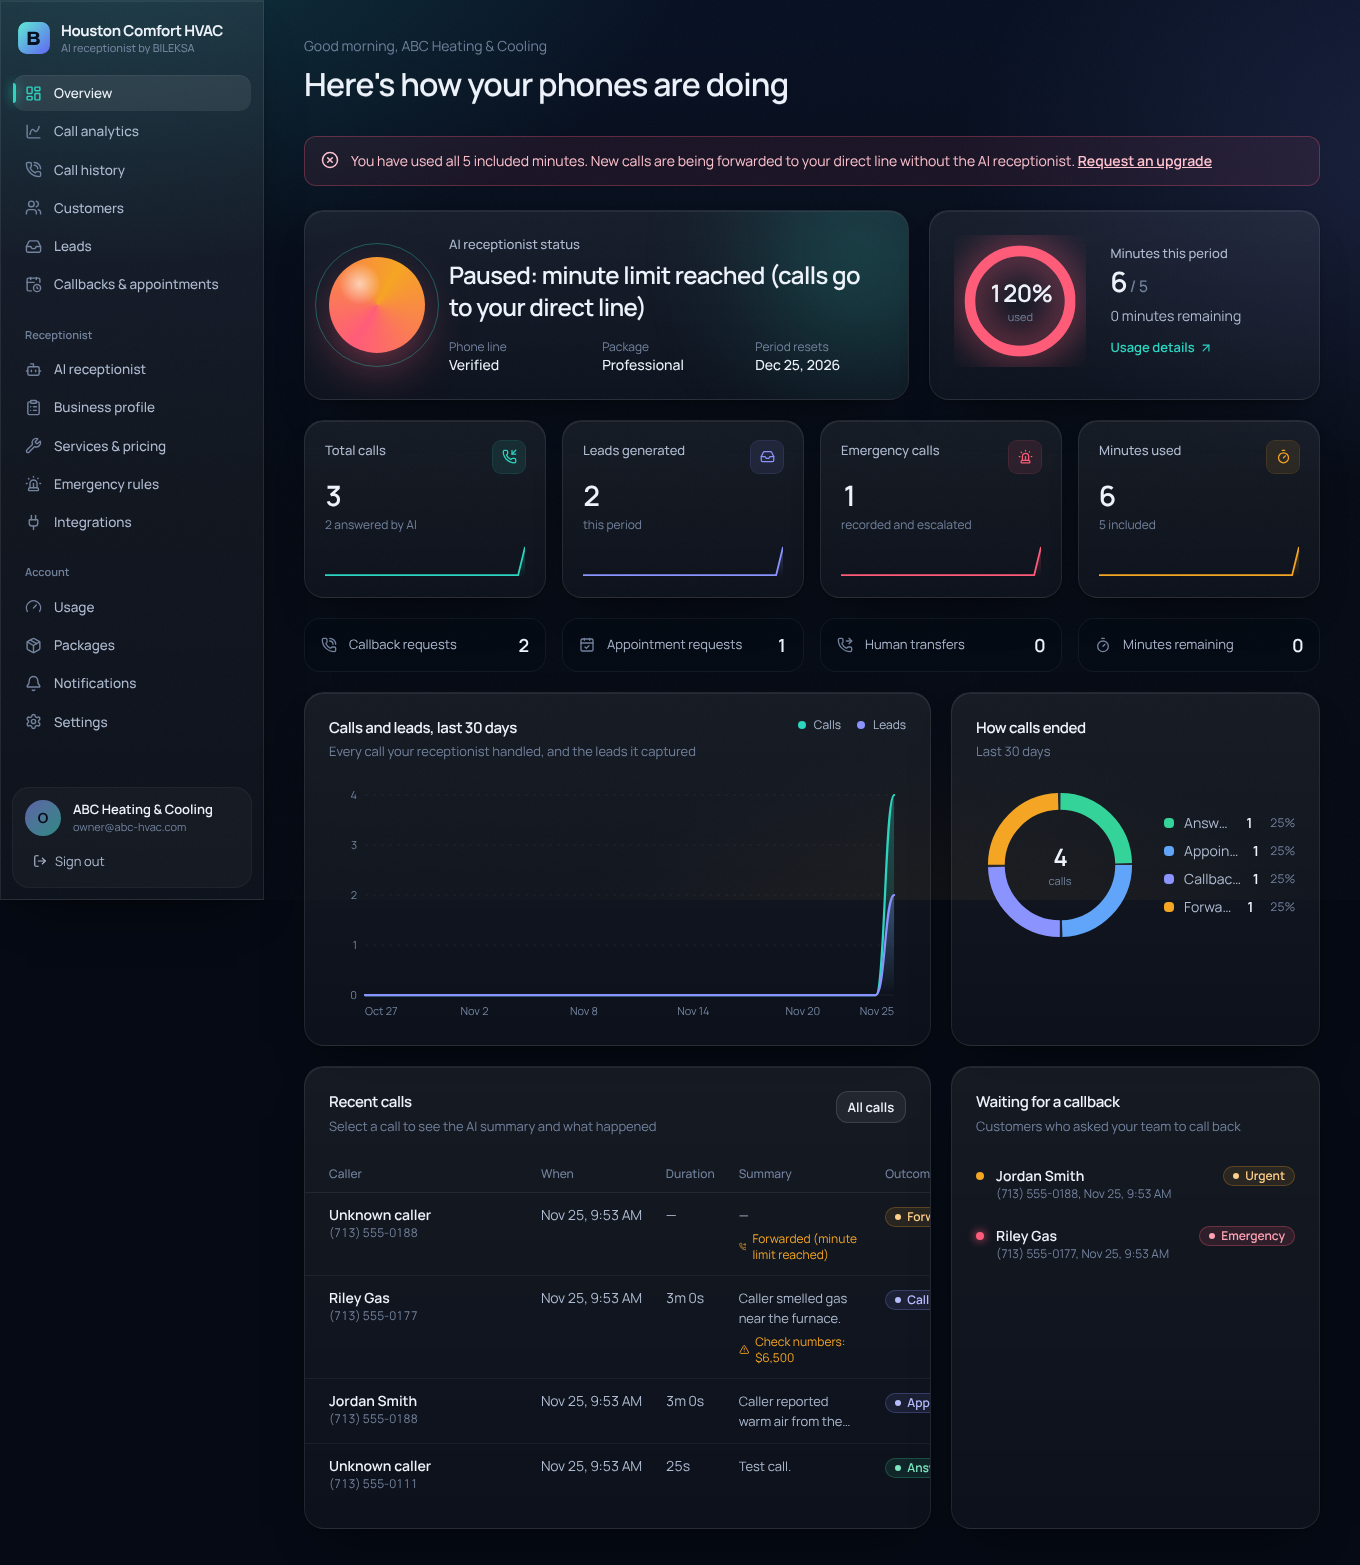 B
Houston Comfort HVAC
AI receptionist by BILEKSA
Overview
Call analytics
Call history
Customers
Leads
Callbacks & appointments
Receptionist
AI receptionist
Business profile
Services & pricing
Emergency rules
Integrations
Account
Usage
Packages
Notifications
Settings
O
ABC Heating & Cooling
owner@abc-hvac.com
Sign out
Good morning, ABC Heating & Cooling
Here's how your phones are doing
You have used all 5 included minutes. New calls are being forwarded to your direct line without the AI receptionist. Request an upgrade
AI receptionist status
Paused: minute limit reached (calls go
to your direct line)
Phone line
Verified
Package
Professional
Period resets
Dec 25, 2026
120%
used
Minutes this period
6 / 5
0 minutes remaining
Usage details
Total calls
3
2 answered by AI
Leads generated
2
this period
Emergency calls
1
recorded and escalated
Minutes used
6
5 included
Callback requests 2
Appointment requests 1
Human transfers 0
Minutes remaining 0
Calls and leads, last 30 days
Every call your receptionist handled, and the leads it captured
Calls
Leads
4
3
2
1
0
Oct 27 Nov 2 Nov 8 Nov 14 Nov 20 Nov 25
How calls ended
Last 30 days
4
calls
Answ... 1 25%
Appoin... 1 25%
Callbac... 1 25%
Forwa... 1 25%
Recent calls
Select a call to see the AI summary and what happened
All calls
Caller When Duration Summary Outcom
Unknown caller Nov 25, 9:53 AM — — Forw
(713) 555-0188
Forwarded (minute
limit reached)
Riley Gas Nov 25, 9:53 AM 3m 0s Caller smelled gas Call
(713) 555-0177 near the furnace.
Check numbers:
$6,500
Jordan Smith Nov 25, 9:53 AM 3m 0s Caller reported App
(713) 555-0188 warm air from the...
Unknown caller Nov 25, 9:53 AM 25s Test call. Ans
(713) 555-0111
Waiting for a callback
Customers who asked your team to call back
Jordan Smith Urgent
(713) 555-0188, Nov 25, 9:53 AM
Riley Gas Emergency
(713) 555-0177, Nov 25, 9:53 AM